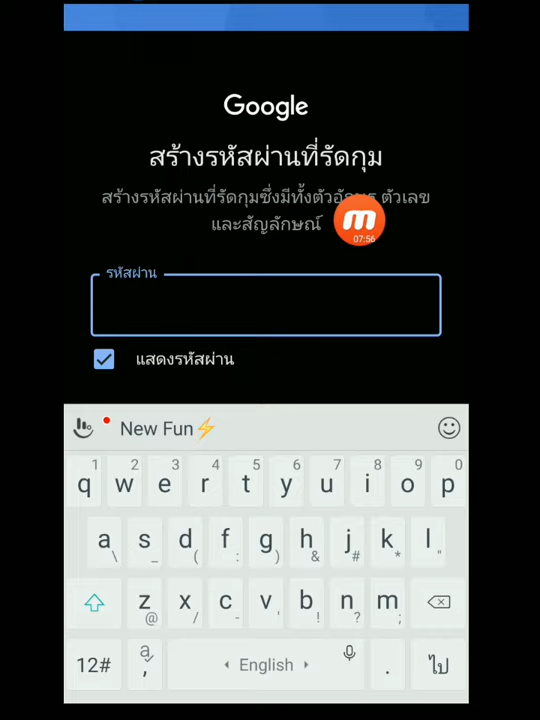 Google
สร้างรหัสผ่านที่รัดกุม
สร้างรหัสผ่านที่รัดกุมซึ่งมีทั้งตัวอักษร ตัวเลข
และสัญลักษณ์
07:56
รหัสผ่าน
แสดงรหัสผ่าน
New Fun⚡
1 2 3 4 5 6 7 8 9 0
q w e r t y u i o p
a s d f g h j k l
\ _ ( : ) & # * "
z x c v b n m
@ / - ' ! ? ;
12# a , English . ไป